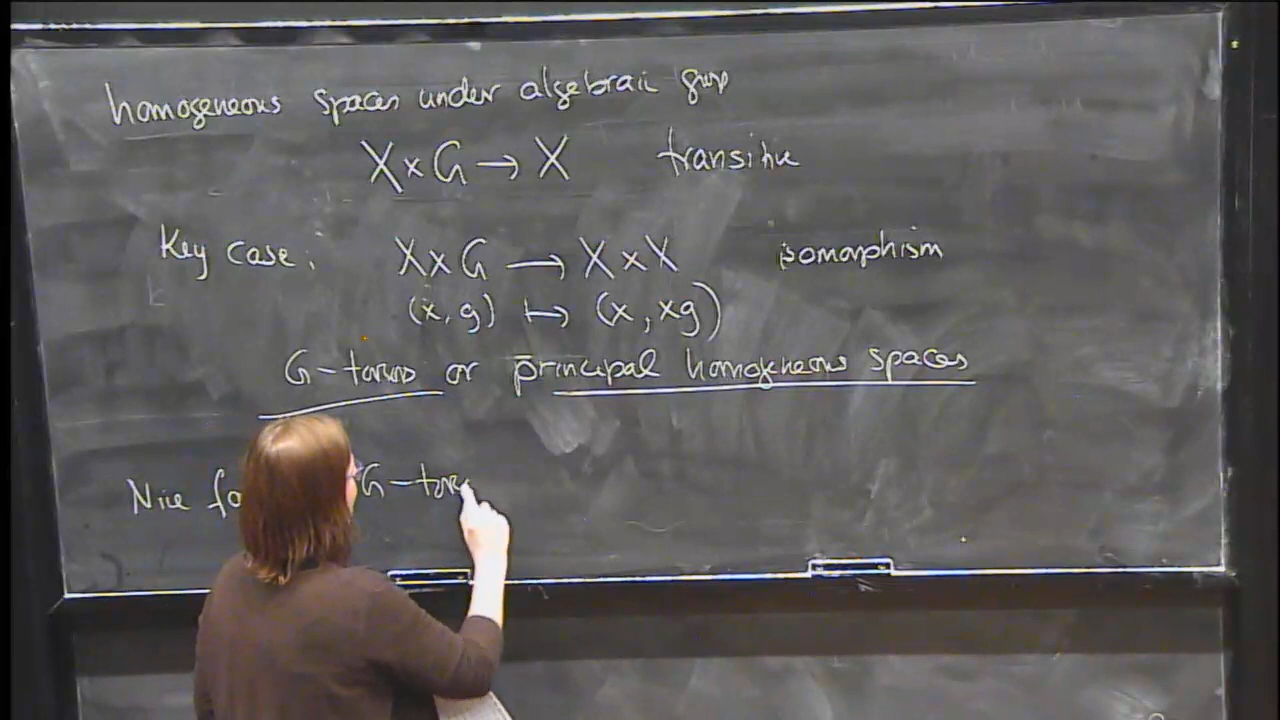 homogeneous spaces under algebraic group
X × G → X transitive
Key case: X × G → X × X isomorphism
(x, g) ↦ (x, xg)
G-torsors or principal homogeneous spaces
Nice G-tors